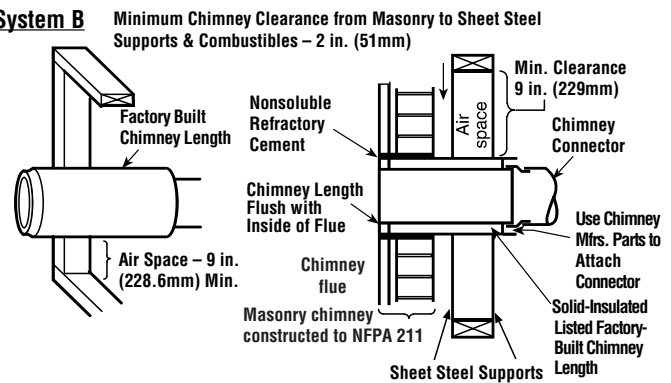 System B
Minimum Chimney Clearance from Masonry to Sheet Steel
Supports & Combustibles – 2 in. (51mm)
Factory Built
Chimney Length
Air Space – 9 in.
(228.6mm) Min.
Nonsoluble
Refractory
Cement
Chimney Length
Flush with
Inside of Flue
Chimney
flue
Masonry chimney
constructed to NFPA 211
Air
space
Min. Clearance
9 in. (229mm)
Chimney
Connector
Use Chimney
Mfrs. Parts to
Attach
Connector
Solid-Insulated
Listed Factory-
Built Chimney
Length
Sheet Steel Supports